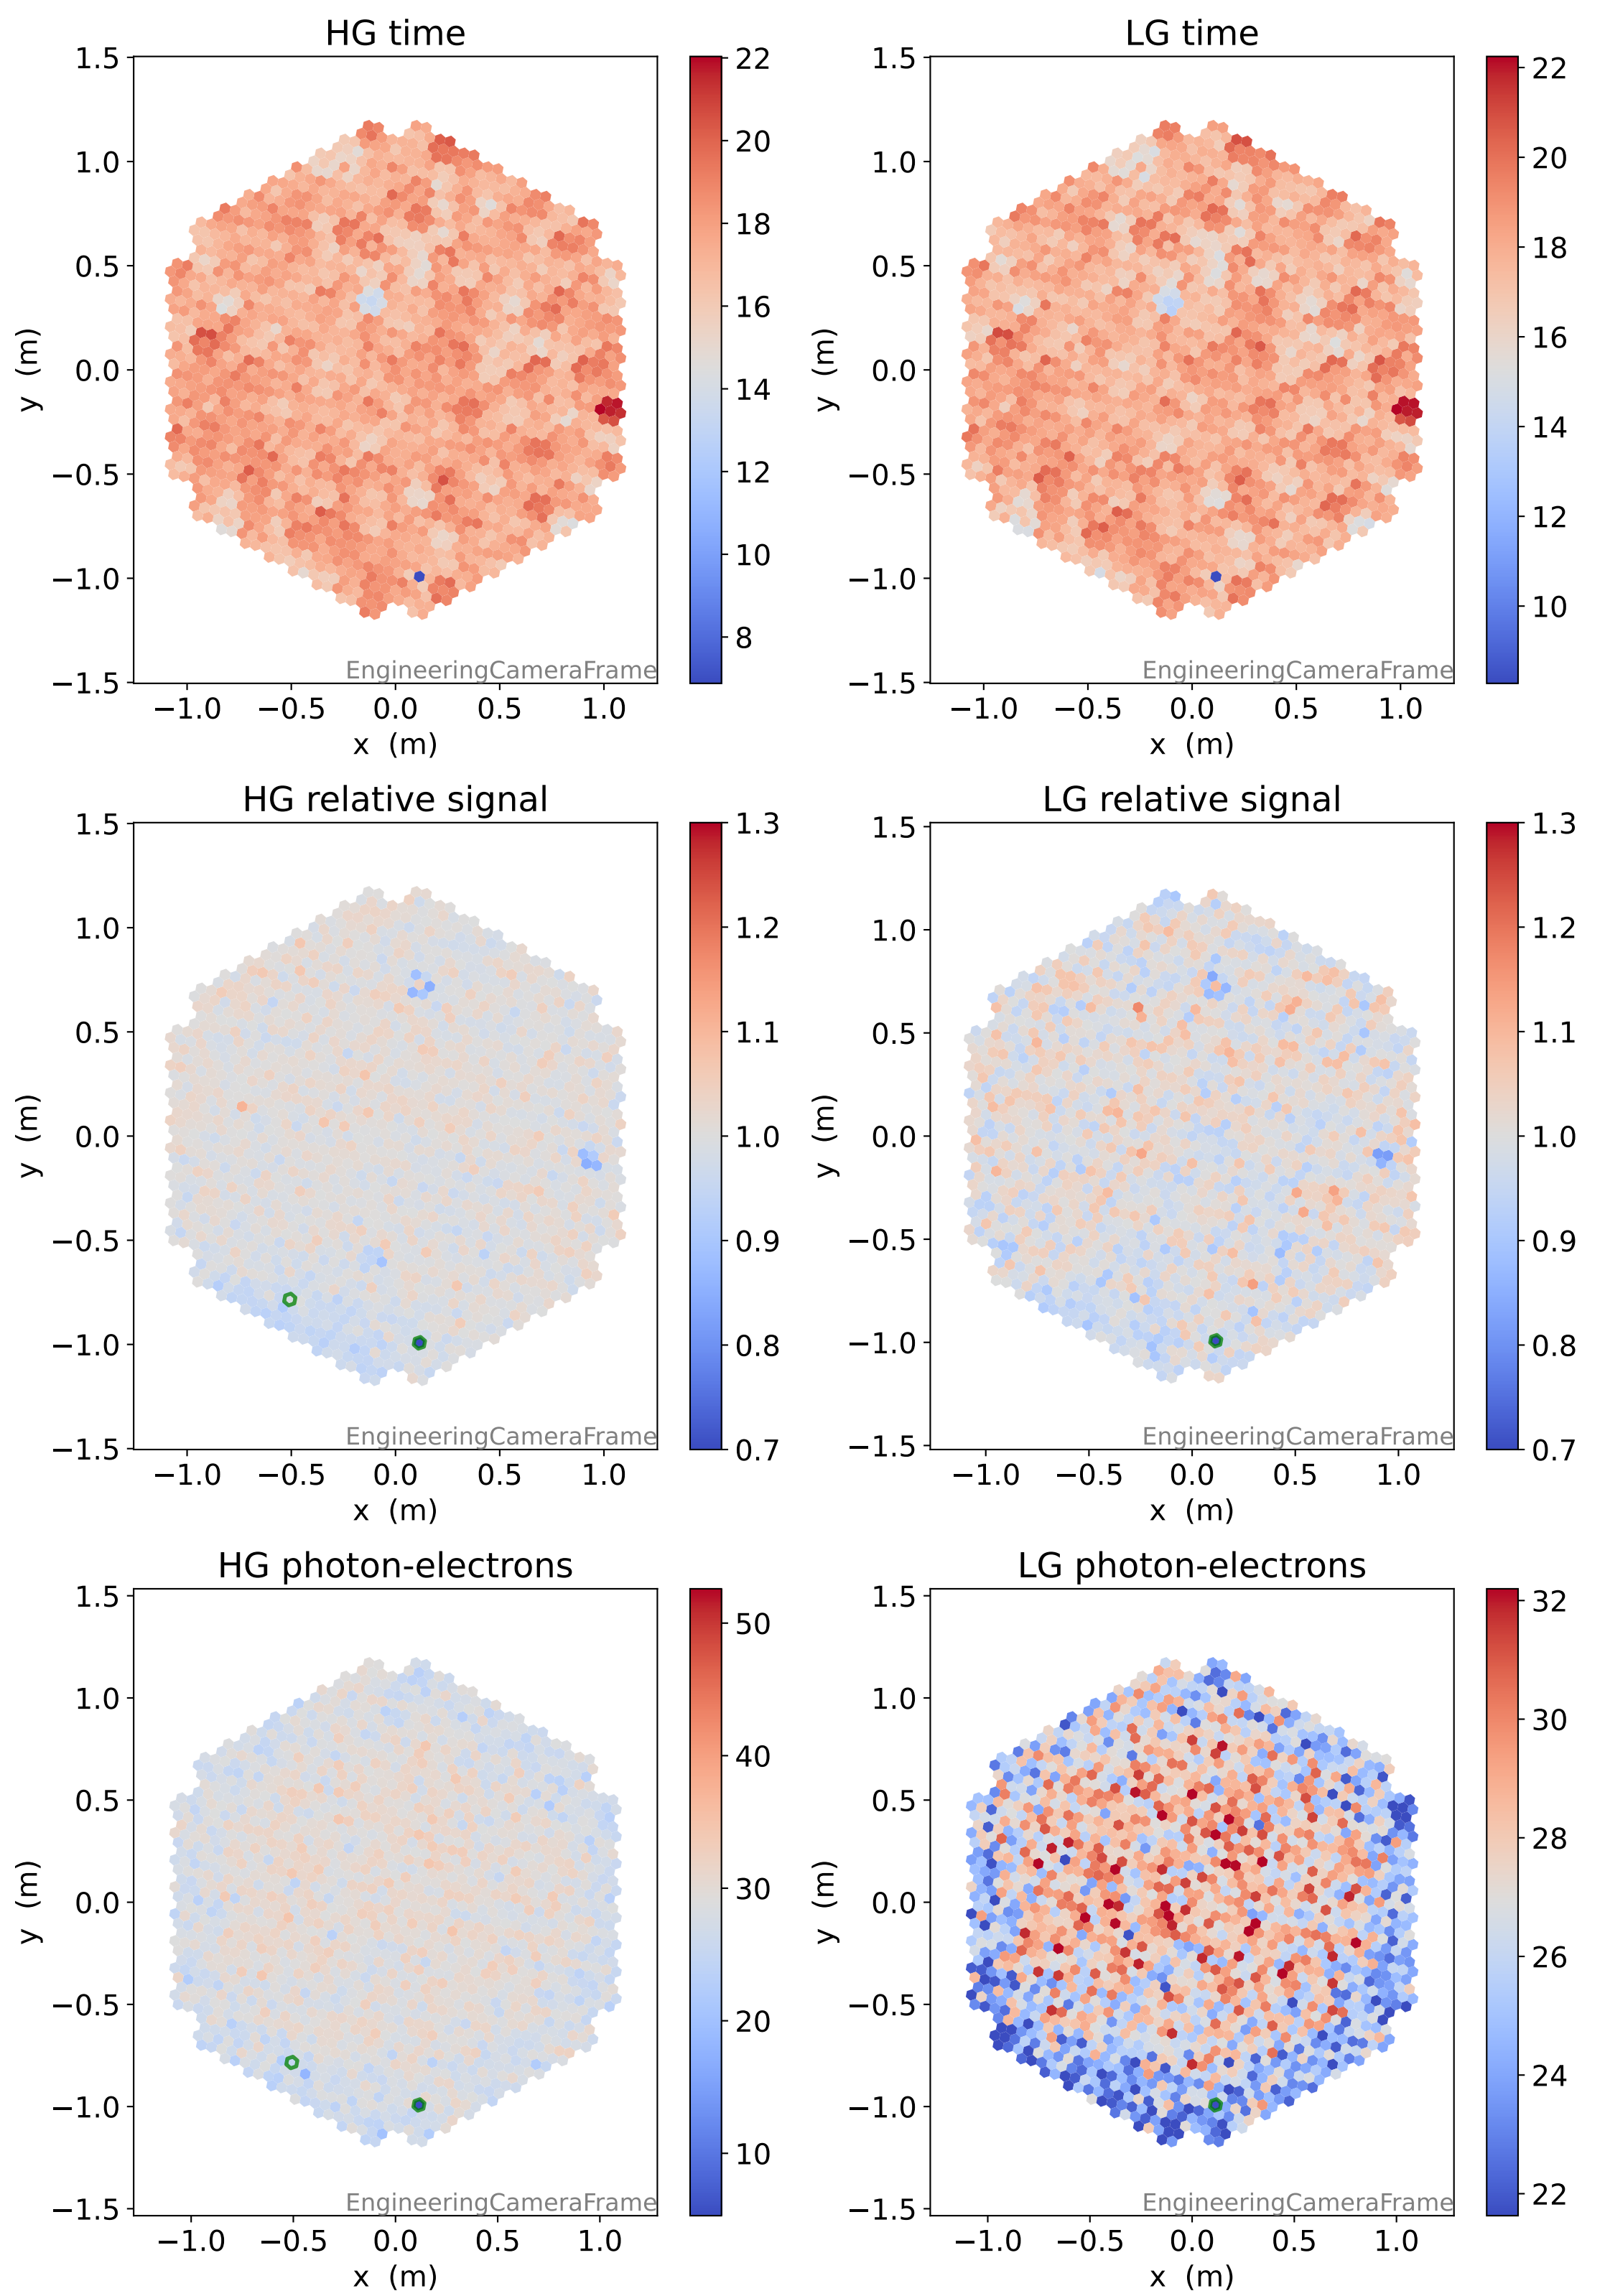 HG time
1.5
1.0
0.5
0.0
−0.5
−1.0
−1.5
y (m)
EngineeringCameraFrame
−1.0 −0.5 0.0 0.5 1.0
x (m)
22
20
18
16
14
12
10
8
LG time
1.5
1.0
0.5
0.0
−0.5
−1.0
−1.5
y (m)
EngineeringCameraFrame
−1.0 −0.5 0.0 0.5 1.0
x (m)
22
20
18
16
14
12
10
HG relative signal
1.5
1.0
0.5
0.0
−0.5
−1.0
−1.5
y (m)
EngineeringCameraFrame
−1.0 −0.5 0.0 0.5 1.0
x (m)
1.3
1.2
1.1
1.0
0.9
0.8
0.7
LG relative signal
1.5
1.0
0.5
0.0
−0.5
−1.0
−1.5
y (m)
EngineeringCameraFrame
−1.0 −0.5 0.0 0.5 1.0
x (m)
1.3
1.2
1.1
1.0
0.9
0.8
0.7
HG photon-electrons
1.5
1.0
0.5
0.0
−0.5
−1.0
−1.5
y (m)
EngineeringCameraFrame
−1.0 −0.5 0.0 0.5 1.0
x (m)
50
40
30
20
10
LG photon-electrons
1.5
1.0
0.5
0.0
−0.5
−1.0
−1.5
y (m)
EngineeringCameraFrame
−1.0 −0.5 0.0 0.5 1.0
x (m)
32
30
28
26
24
22